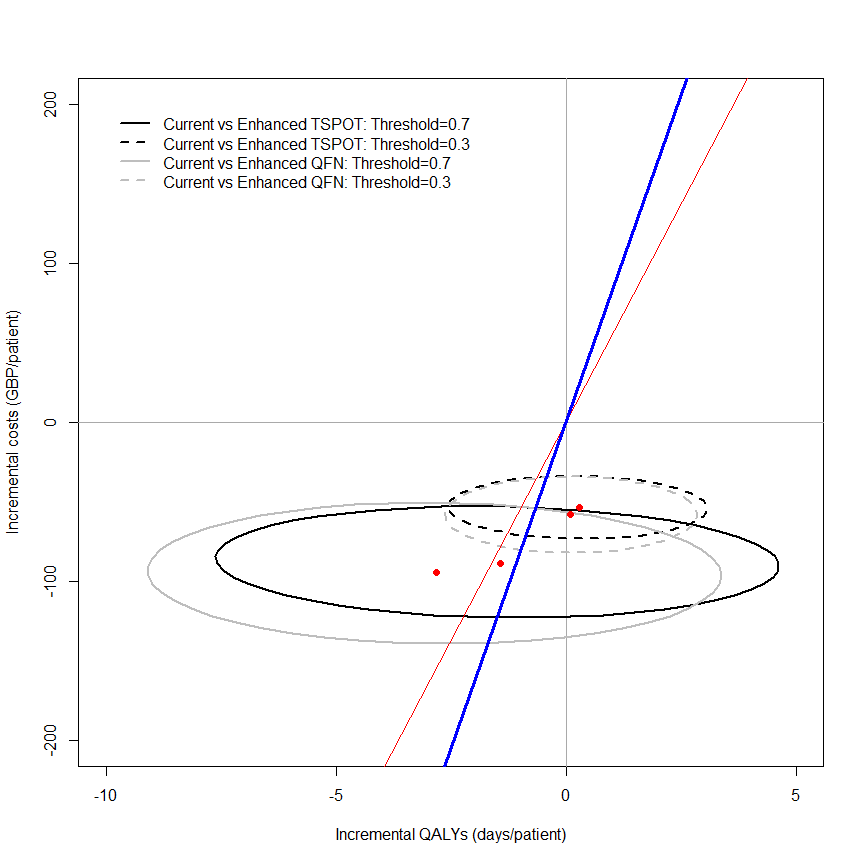 Current vs Enhanced TSPOT: Threshold=0.7
Current vs Enhanced TSPOT: Threshold=0.3
Current vs Enhanced QFN: Threshold=0.7
Current vs Enhanced QFN: Threshold=0.3
200
100
0
-100
-200
Incremental costs (GBP/patient)
-10
-5
0
5
Incremental QALYs (days/patient)